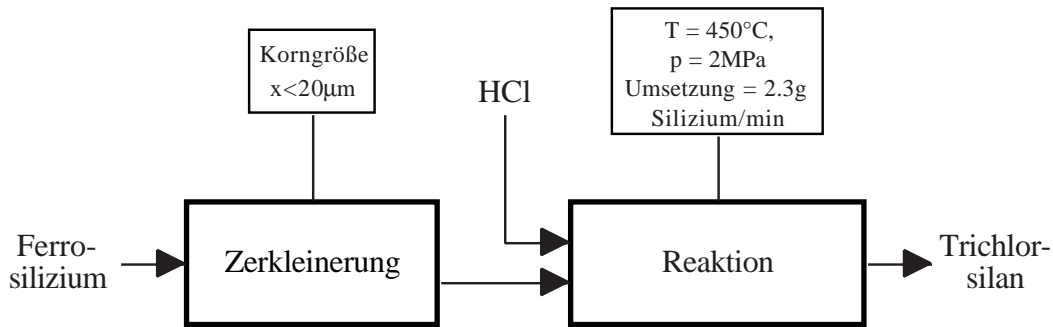 Korngröße
x<20µm
HCl
T = 450°C,
p = 2MPa
Umsetzung = 2.3g
Silizium/min
Ferro-
silizium
Zerkleinerung
Reaktion
Trichlor-
silan